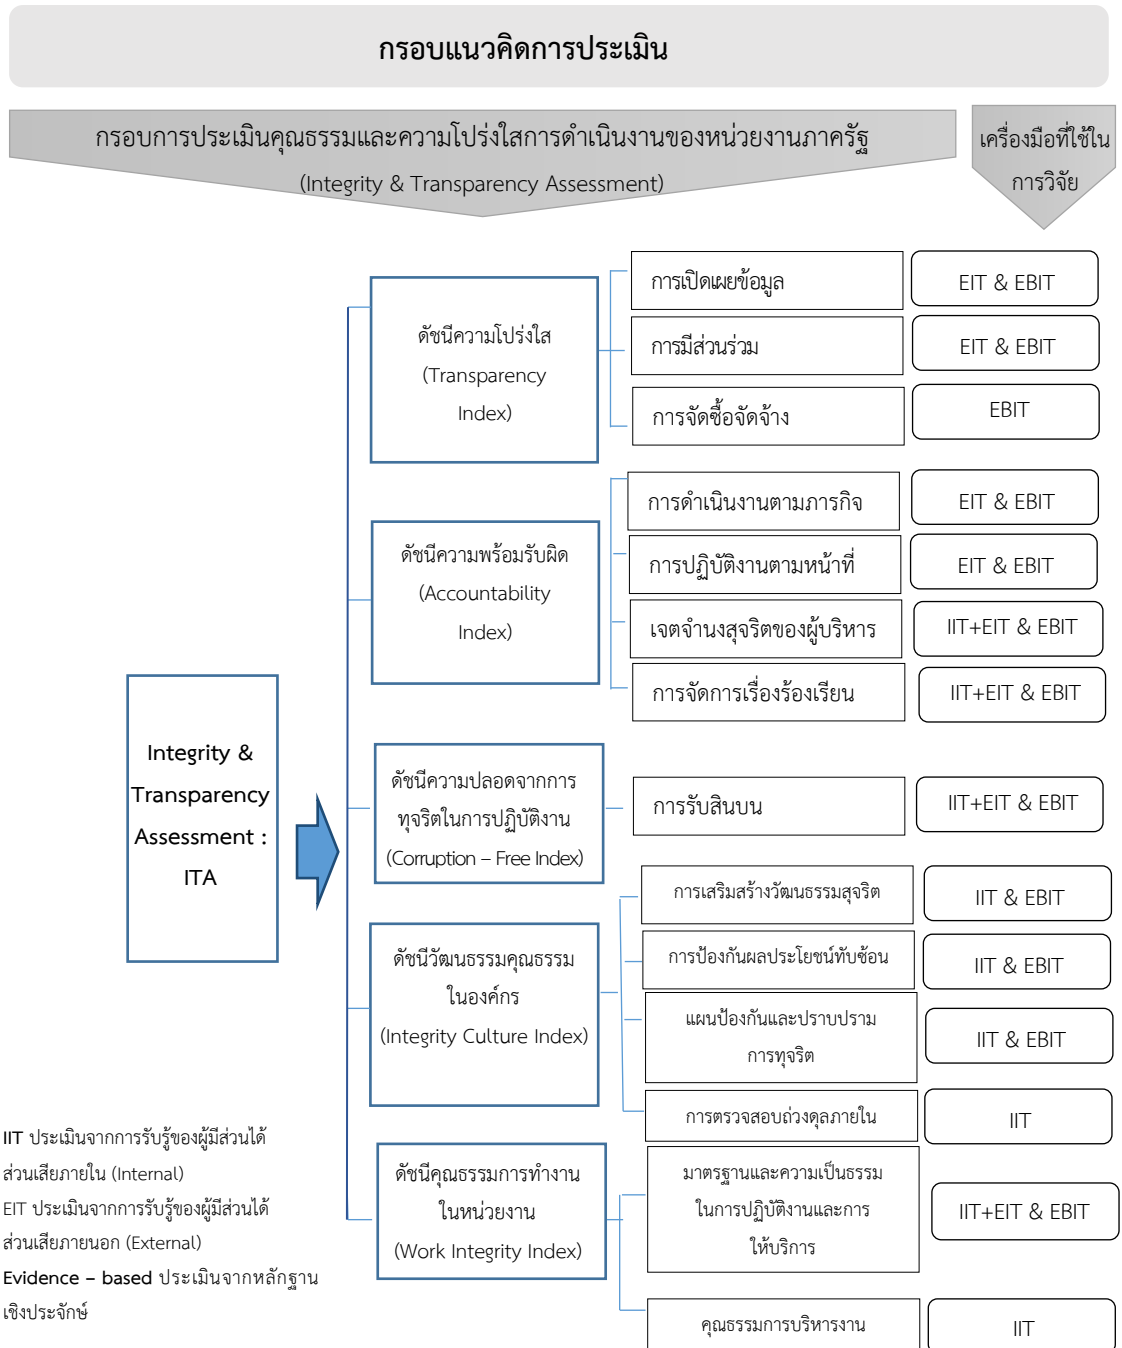 กรอบแนวคิดการประเมิน
กรอบการประเมินคุณธรรมและความโปร่งใสการดำเนินงานของหน่วยงานภาครัฐ
(Integrity & Transparency Assessment)
เครื่องมือที่ใช้ใน
การวิจัย
Integrity &
Transparency
Assessment :
ITA
ดัชนีความโปร่งใส
(Transparency
Index)
การเปิดเผยข้อมูล
EIT & EBIT
การมีส่วนร่วม
EIT & EBIT
การจัดซื้อจัดจ้าง
EBIT
ดัชนีความพร้อมรับผิด
(Accountability
Index)
การดำเนินงานตามภารกิจ
EIT & EBIT
การปฏิบัติงานตามหน้าที่
EIT & EBIT
เจตจำนงสุจริตของผู้บริหาร
IIT+EIT & EBIT
การจัดการเรื่องร้องเรียน
IIT+EIT & EBIT
ดัชนีความปลอดจากการ
ทุจริตในการปฏิบัติงาน
(Corruption – Free Index)
การรับสินบน
IIT+EIT & EBIT
ดัชนีวัฒนธรรมคุณธรรม
ในองค์กร
(Integrity Culture Index)
การเสริมสร้างวัฒนธรรมสุจริต
IIT & EBIT
การป้องกันผลประโยชน์ทับซ้อน
IIT & EBIT
แผนป้องกันและปราบปราม
การทุจริต
IIT & EBIT
การตรวจสอบถ่วงดุลภายใน
IIT
ดัชนีคุณธรรมการทำงาน
ในหน่วยงาน
(Work Integrity Index)
มาตรฐานและความเป็นธรรม
ในการปฏิบัติงานและการ
ให้บริการ
IIT+EIT & EBIT
คุณธรรมการบริหารงาน
IIT
IIT ประเมินจากการรับรู้ของผู้มีส่วนได้
ส่วนเสียภายใน (Internal)
EIT ประเมินจากการรับรู้ของผู้มีส่วนได้
ส่วนเสียภายนอก (External)
Evidence – based ประเมินจากหลักฐาน
เชิงประจักษ์